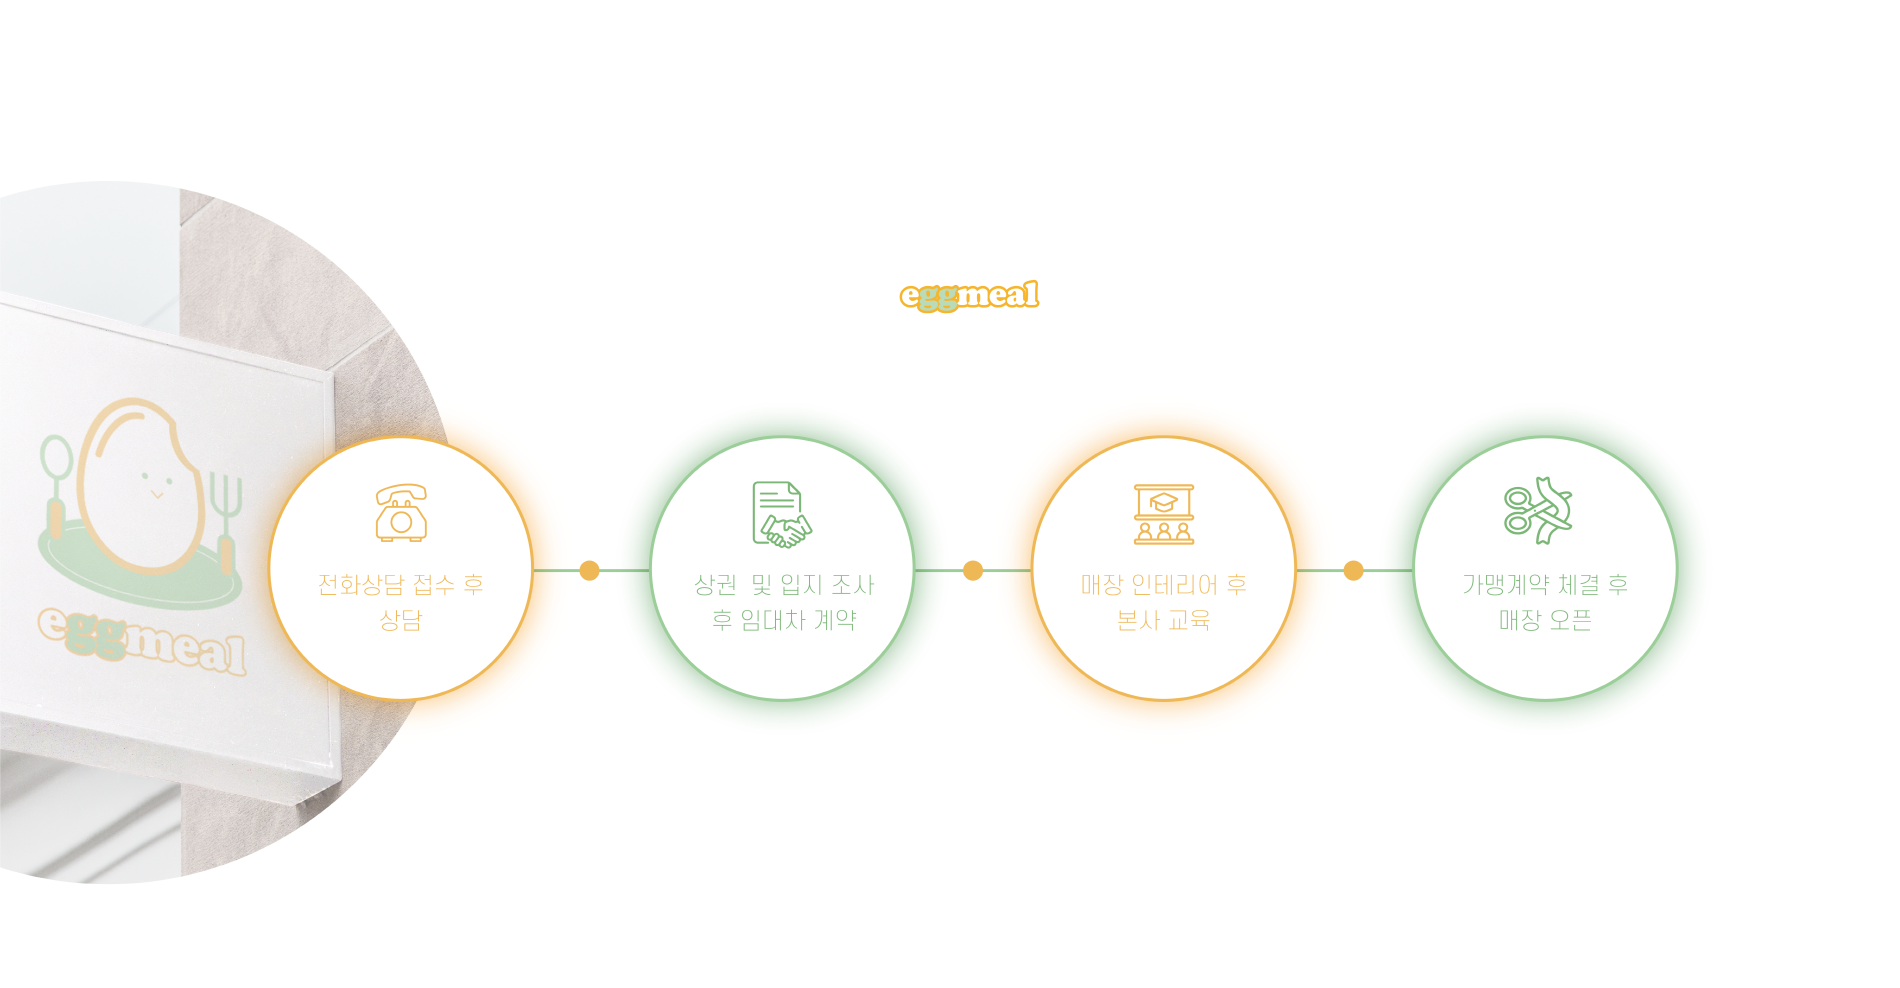 eggmeal
eggmeal
전화상담 접수 후
상담
상권 및 입지 조사
후 임대차 계약
매장 인테리어 후
본사 교육
가맹계약 체결 후
매장 오픈